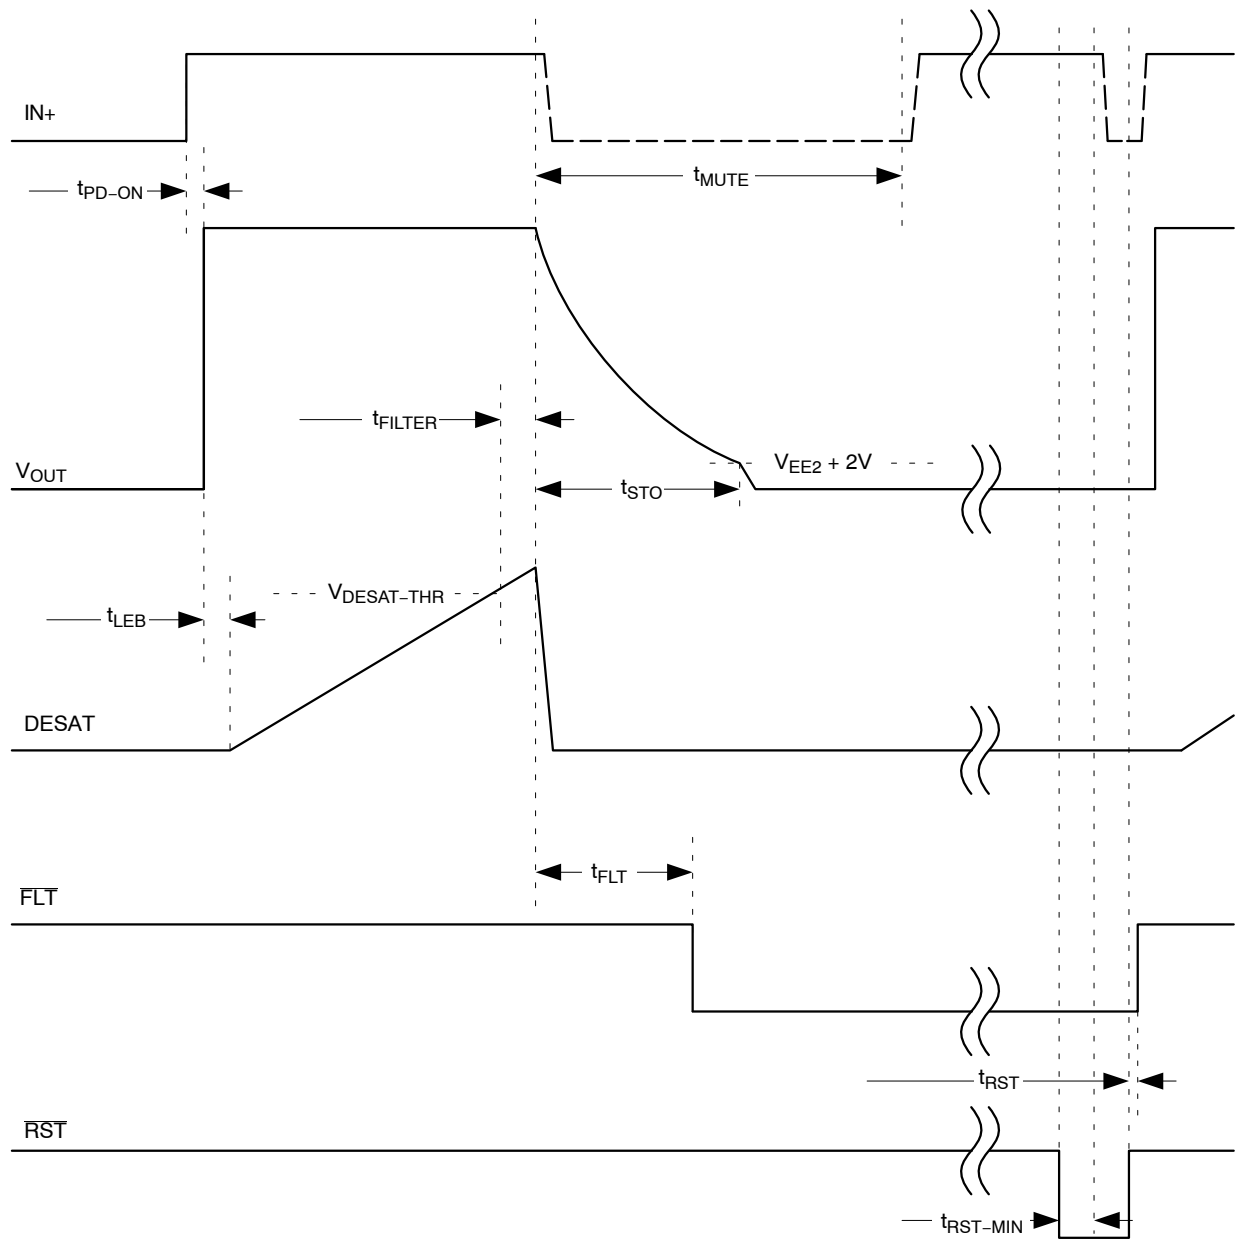 IN+
tPD–ON
tMUTE
tFILTER
VOUT
VEE2 + 2V
tSTO
VDESAT–THR
tLEB
DESAT
tFLT
FLT
tRST
RST
tRST–MIN